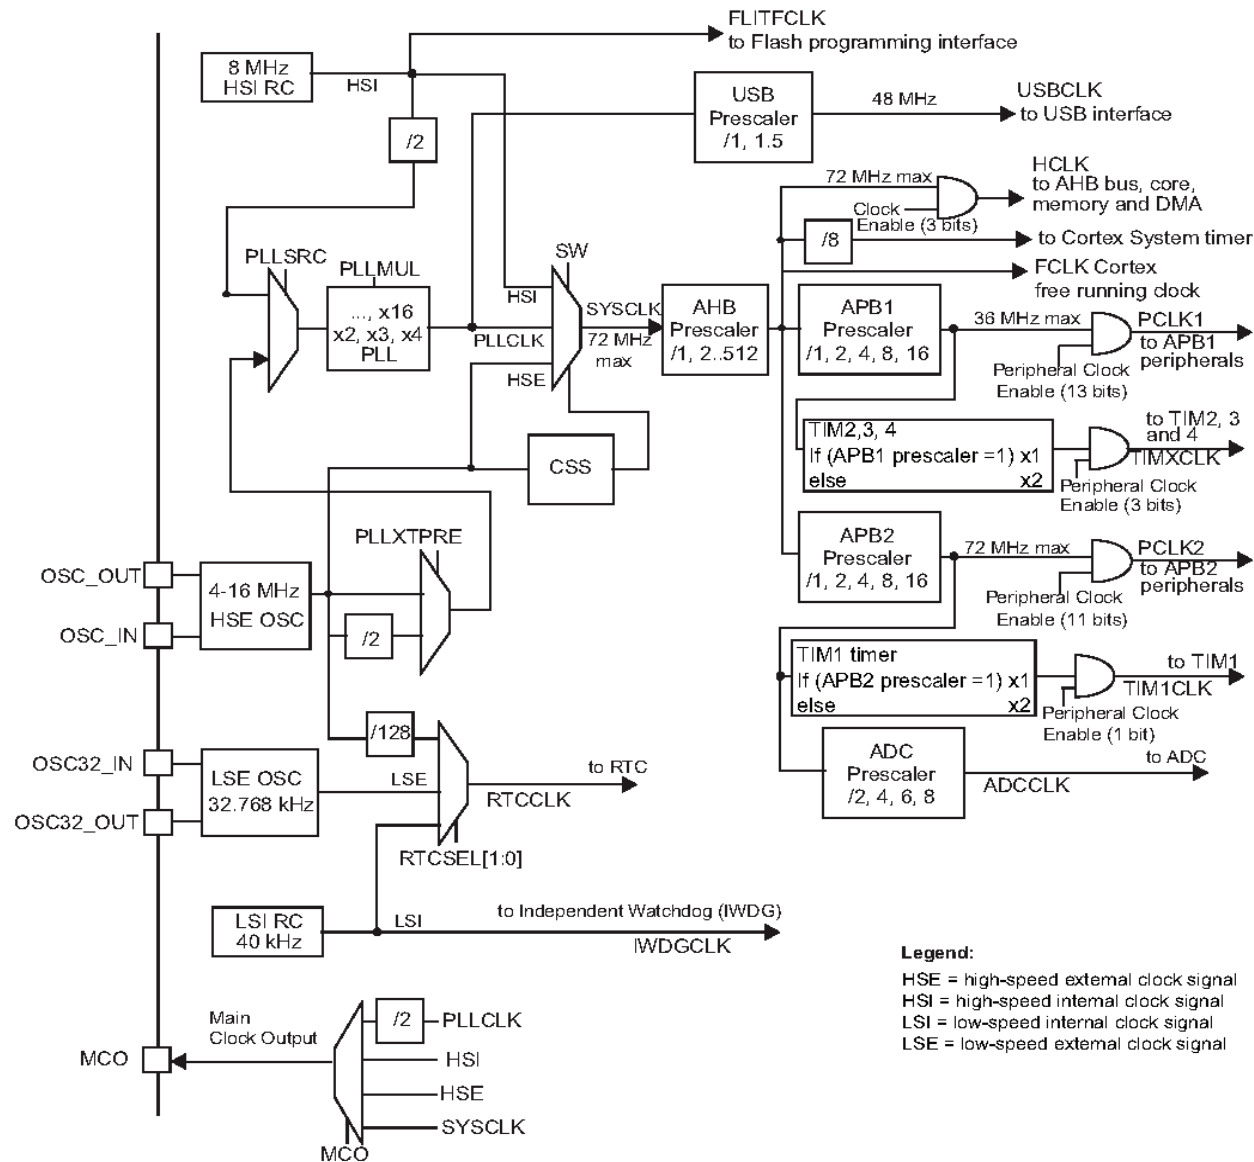 FLITFCLK
to Flash programming interface
8 MHz
HSI RC
HSI
/2
USB
Prescaler
/1, 1.5
48 MHz
USBCLK
to USB interface
72 MHz max
Clock
Enable (3 bits)
HCLK
to AHB bus, core,
memory and DMA
/8
to Cortex System timer
FCLK Cortex
free running clock
PLLSRC
PLLMUL
..., x16
x2, x3, x4
PLL
SW
HSI
PLLCLK
HSE
SYSCLK
72 MHz
max
AHB
Prescaler
/1, 2..512
APB1
Prescaler
/1, 2, 4, 8, 16
36 MHz max
PCLK1
to APB1
peripherals
Peripheral Clock
Enable (13 bits)
TIM2,3, 4
If (APB1 prescaler =1) x1
else x2
to TIM2, 3
and 4
TIMXCLK
Peripheral Clock
Enable (3 bits)
CSS
APB2
Prescaler
/1, 2, 4, 8, 16
72 MHz max
PCLK2
to APB2
peripherals
Peripheral Clock
Enable (11 bits)
PLLXTPRE
OSC_OUT
OSC_IN
4-16 MHz
HSE OSC
/2
TIM1 timer
If (APB2 prescaler =1) x1
else x2
to TIM1
TIM1CLK
Peripheral Clock
Enable (1 bit)
/128
ADC
Prescaler
/2, 4, 6, 8
to ADC
ADCCLK
OSC32_IN
OSC32_OUT
LSE OSC
32.768 kHz
LSE
to RTC
RTCCLK
RTCSEL[1:0]
LSI RC
40 kHz
LSI
to Independent Watchdog (IWDG)
IWDGCLK
Legend:
HSE = high-speed external clock signal
HSI = high-speed internal clock signal
LSI = low-speed internal clock signal
LSE = low-speed external clock signal
Main
Clock Output
MCO
/2
PLLCLK
HSI
HSE
SYSCLK
MCO